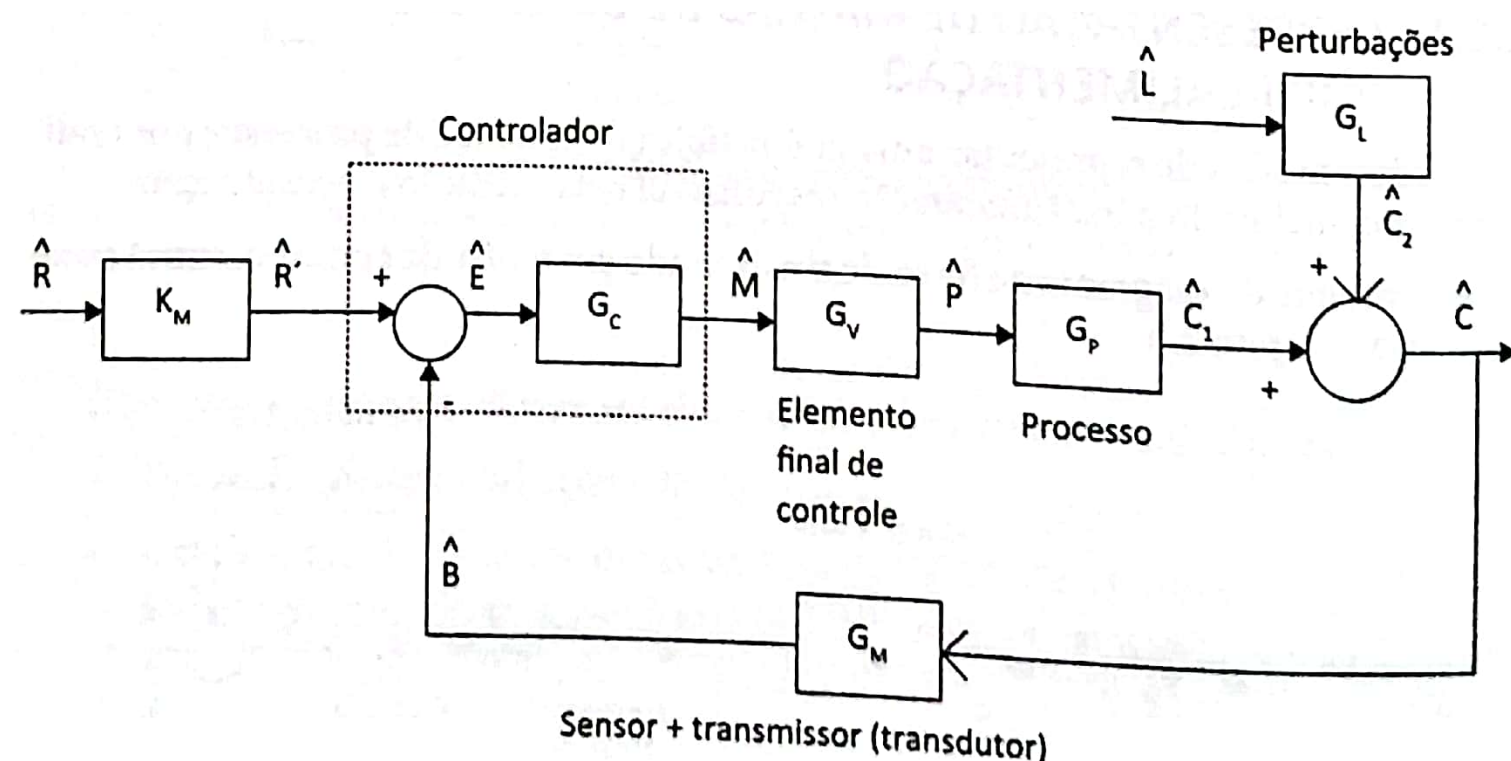 Perturbações
L̂
G_L
Controlador
Ĉ₂
R̂
K_M
R̂′
+
Ê
G_C
M̂
G_V
P̂
G_P
Ĉ₁
+
+
Ĉ
-
Elemento
final de
controle
Processo
B̂
G_M
Sensor + transmissor (transdutor)